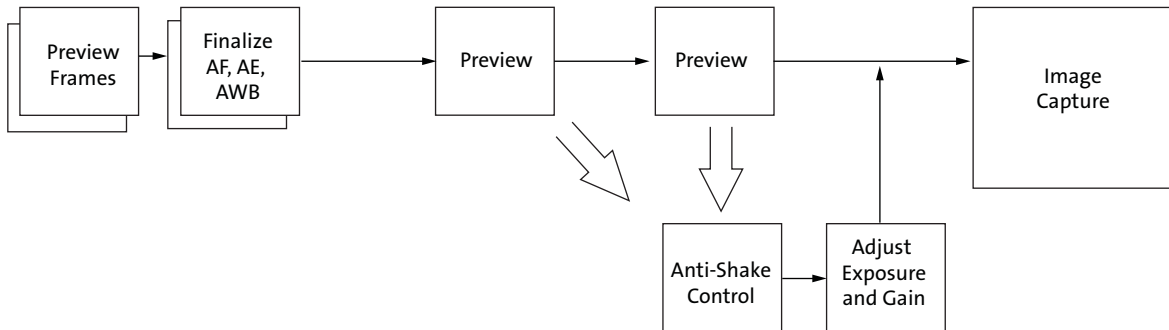 Preview
Frames
Finalize
AF, AE,
AWB
Preview
Preview
Image
Capture
Anti-Shake
Control
Adjust
Exposure
and Gain